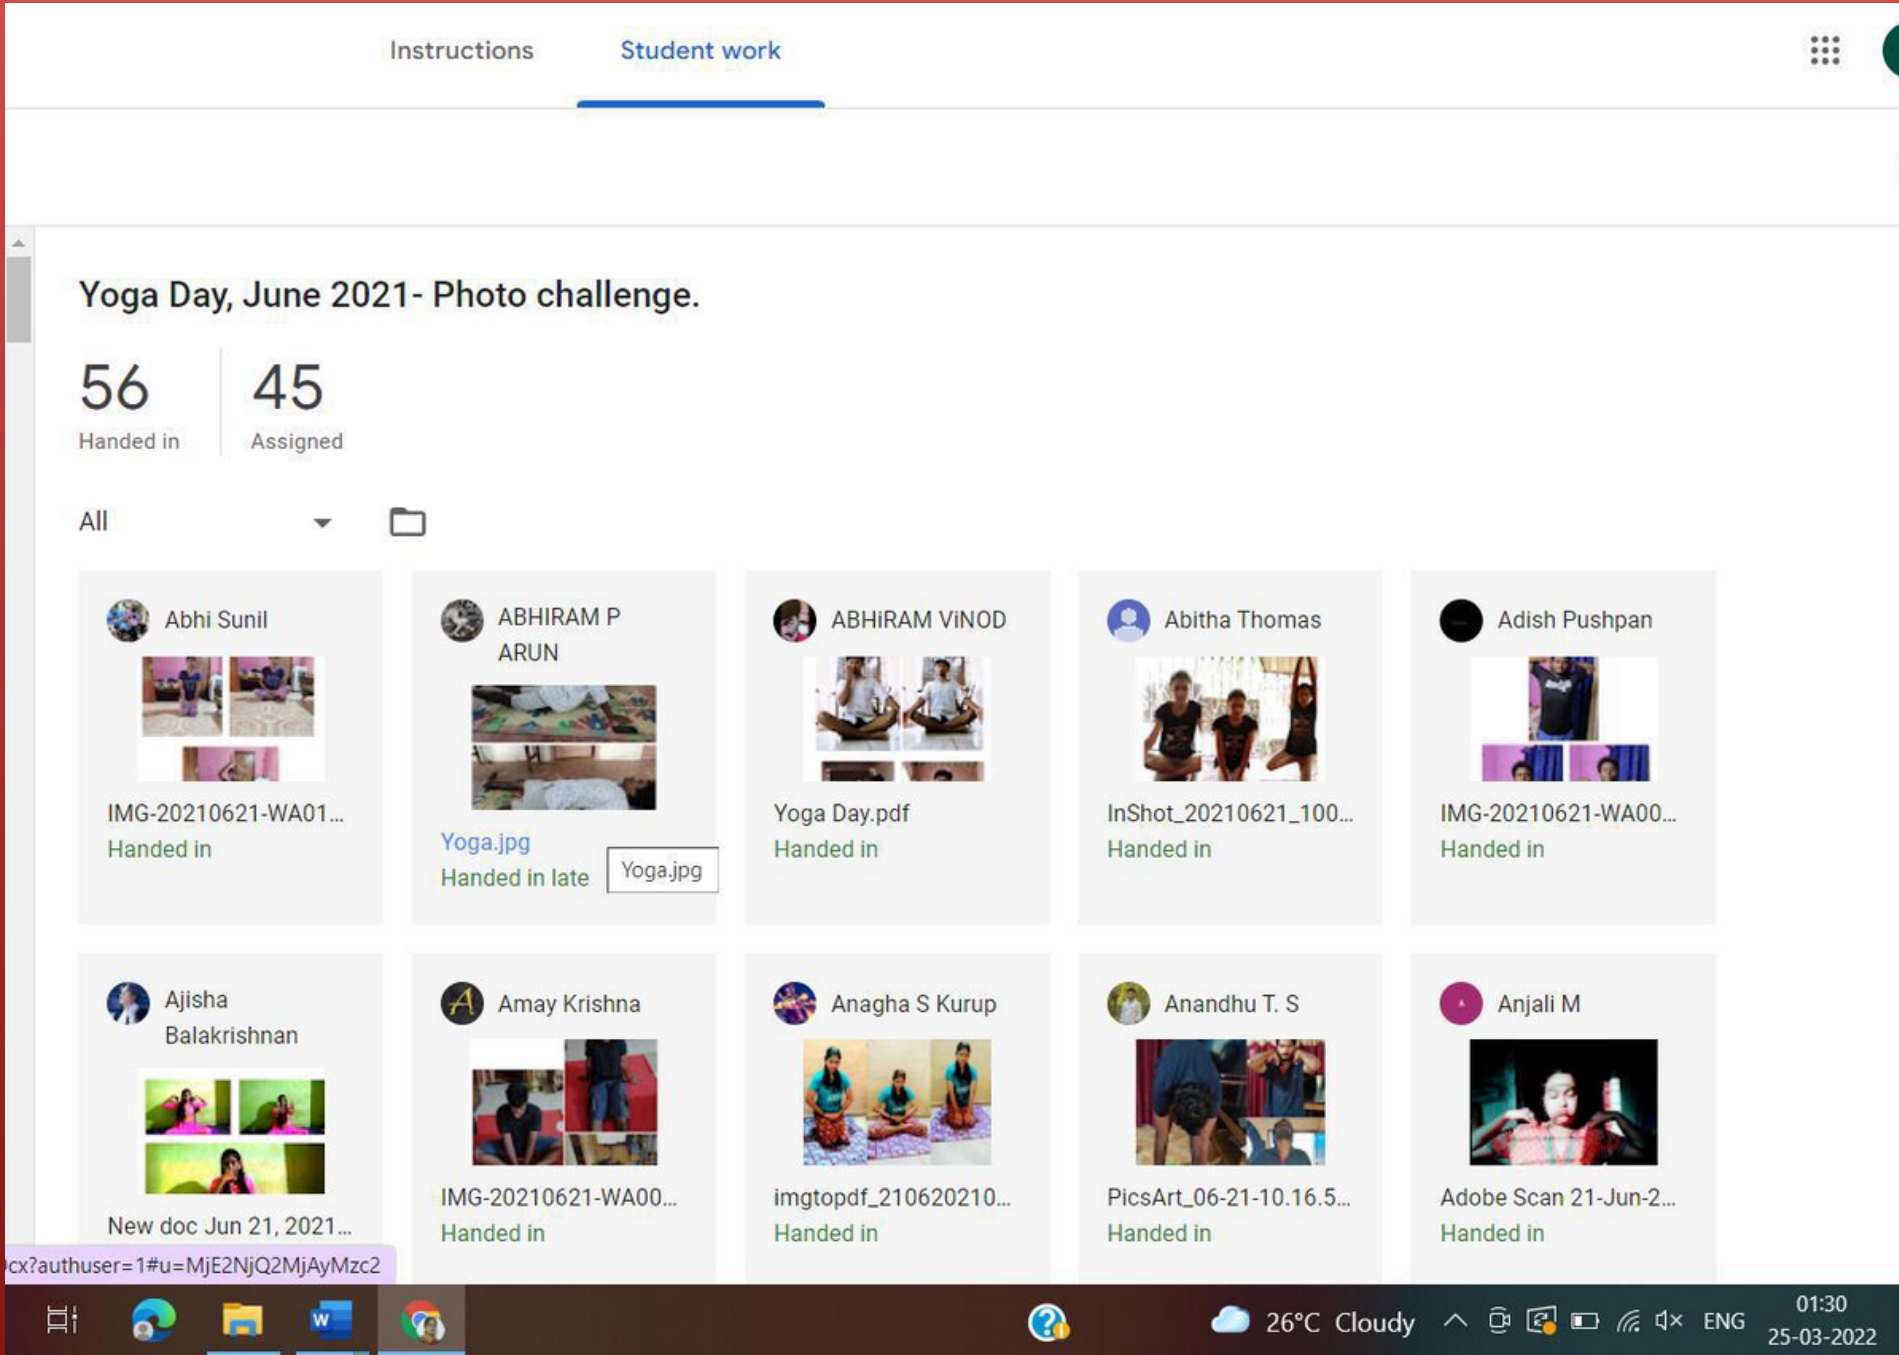 Instructions
Student work
Yoga Day, June 2021- Photo challenge.
56
45
Handed in
Assigned
All
Abhi Sunil
IMG-20210621-WA01...
Handed in
ABHIRAM P
ARUN
Yoga.jpg
Handed in late
Yoga.jpg
ABHiRAM ViNOD
Yoga Day.pdf
Handed in
Abitha Thomas
InShot_20210621_100...
Handed in
Adish Pushpan
IMG-20210621-WA00...
Handed in
Ajisha
Balakrishnan
New doc Jun 21, 2021...
Amay Krishna
IMG-20210621-WA00...
Handed in
Anagha S Kurup
imgtopdf_210620210...
Handed in
Anandhu T. S
PicsArt_06-21-10.16.5...
Handed in
A
Anjali M
Adobe Scan 21-Jun-2...
Handed in
cx?authuser=1#u=MjE2NjQ2MjAyMzc2
26°C Cloudy
ENG
01:30
25-03-2022